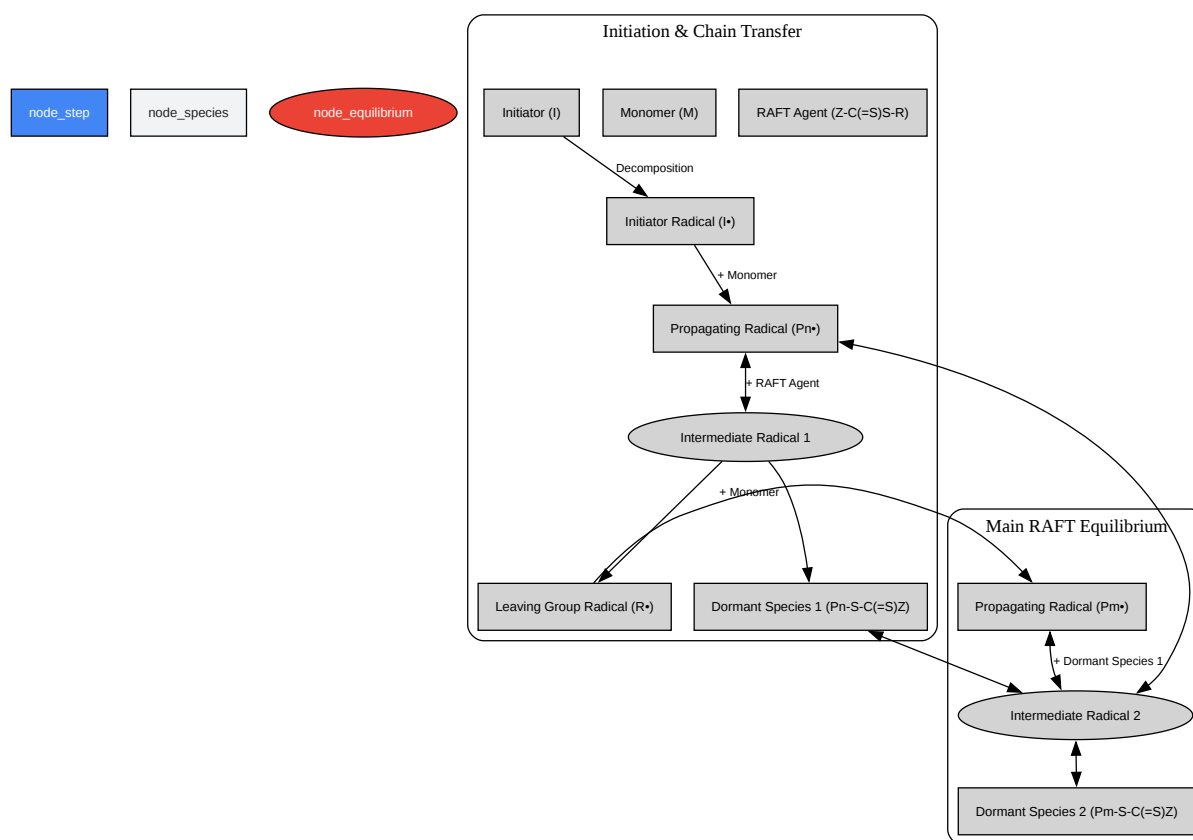 Initiation & Chain Transfer
node_step
node_species
node_equilibrium
Initiator (I)
Monomer (M)
RAFT Agent (Z-C(=S)S-R)
Decomposition
Initiator Radical (I•)
+ Monomer
Propagating Radical (Pn•)
+ RAFT Agent
Intermediate Radical 1
+ Monomer
Main RAFT Equilibrium
Leaving Group Radical (R•)
Dormant Species 1 (Pn-S-C(=S)Z)
Propagating Radical (Pm•)
+ Dormant Species 1
Intermediate Radical 2
Dormant Species 2 (Pm-S-C(=S)Z)